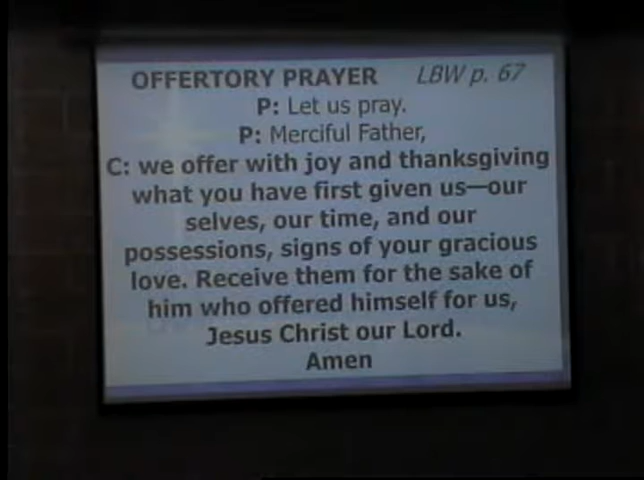 OFFERTORY PRAYER LBW p. 67
P: Let us pray.
P: Merciful Father,
C: we offer with joy and thanksgiving
what you have first given us—our
selves, our time, and our
possessions, signs of your gracious
love. Receive them for the sake of
him who offered himself for us,
Jesus Christ our Lord.
Amen